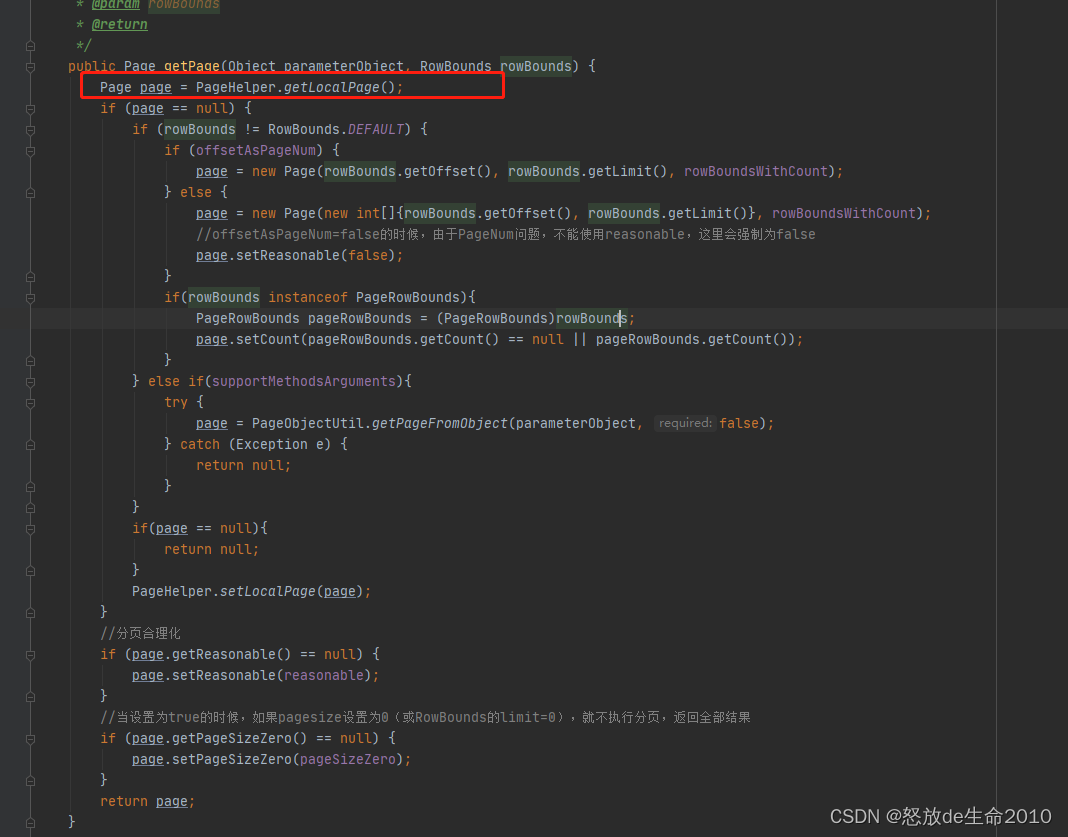 * @param rowBounds
* @return
*/
public Page getPage(Object parameterObject, RowBounds rowBounds) {
Page page = PageHelper.getLocalPage();
if (page == null) {
if (rowBounds != RowBounds.DEFAULT) {
if (offsetAsPageNum) {
page = new Page(rowBounds.getOffset(), rowBounds.getLimit(), rowBoundsWithCount);
} else {
page = new Page(new int[]{rowBounds.getOffset(), rowBounds.getLimit()}, rowBoundsWithCount);
//offsetAsPageNum=false的时候，由于PageNum问题，不能使用reasonable，这里会强制为false
page.setReasonable(false);
}
if(rowBounds instanceof PageRowBounds){
PageRowBounds pageRowBounds = (PageRowBounds)rowBounds;
page.setCount(pageRowBounds.getCount() == null || pageRowBounds.getCount());
}
} else if(supportMethodsArguments){
try {
page = PageObjectUtil.getPageFromObject(parameterObject, required: false);
} catch (Exception e) {
return null;
}
}
if(page == null){
return null;
}
PageHelper.setLocalPage(page);
}
//分页合理化
if (page.getReasonable() == null) {
page.setReasonable(reasonable);
}
//当设置为true的时候，如果pagesize设置为0（或RowBounds的limit=0），就不执行分页，返回全部结果
if (page.getPageSizeZero() == null) {
page.setPageSizeZero(pageSizeZero);
}
return page;
}
CSDN @怒放de生命2010